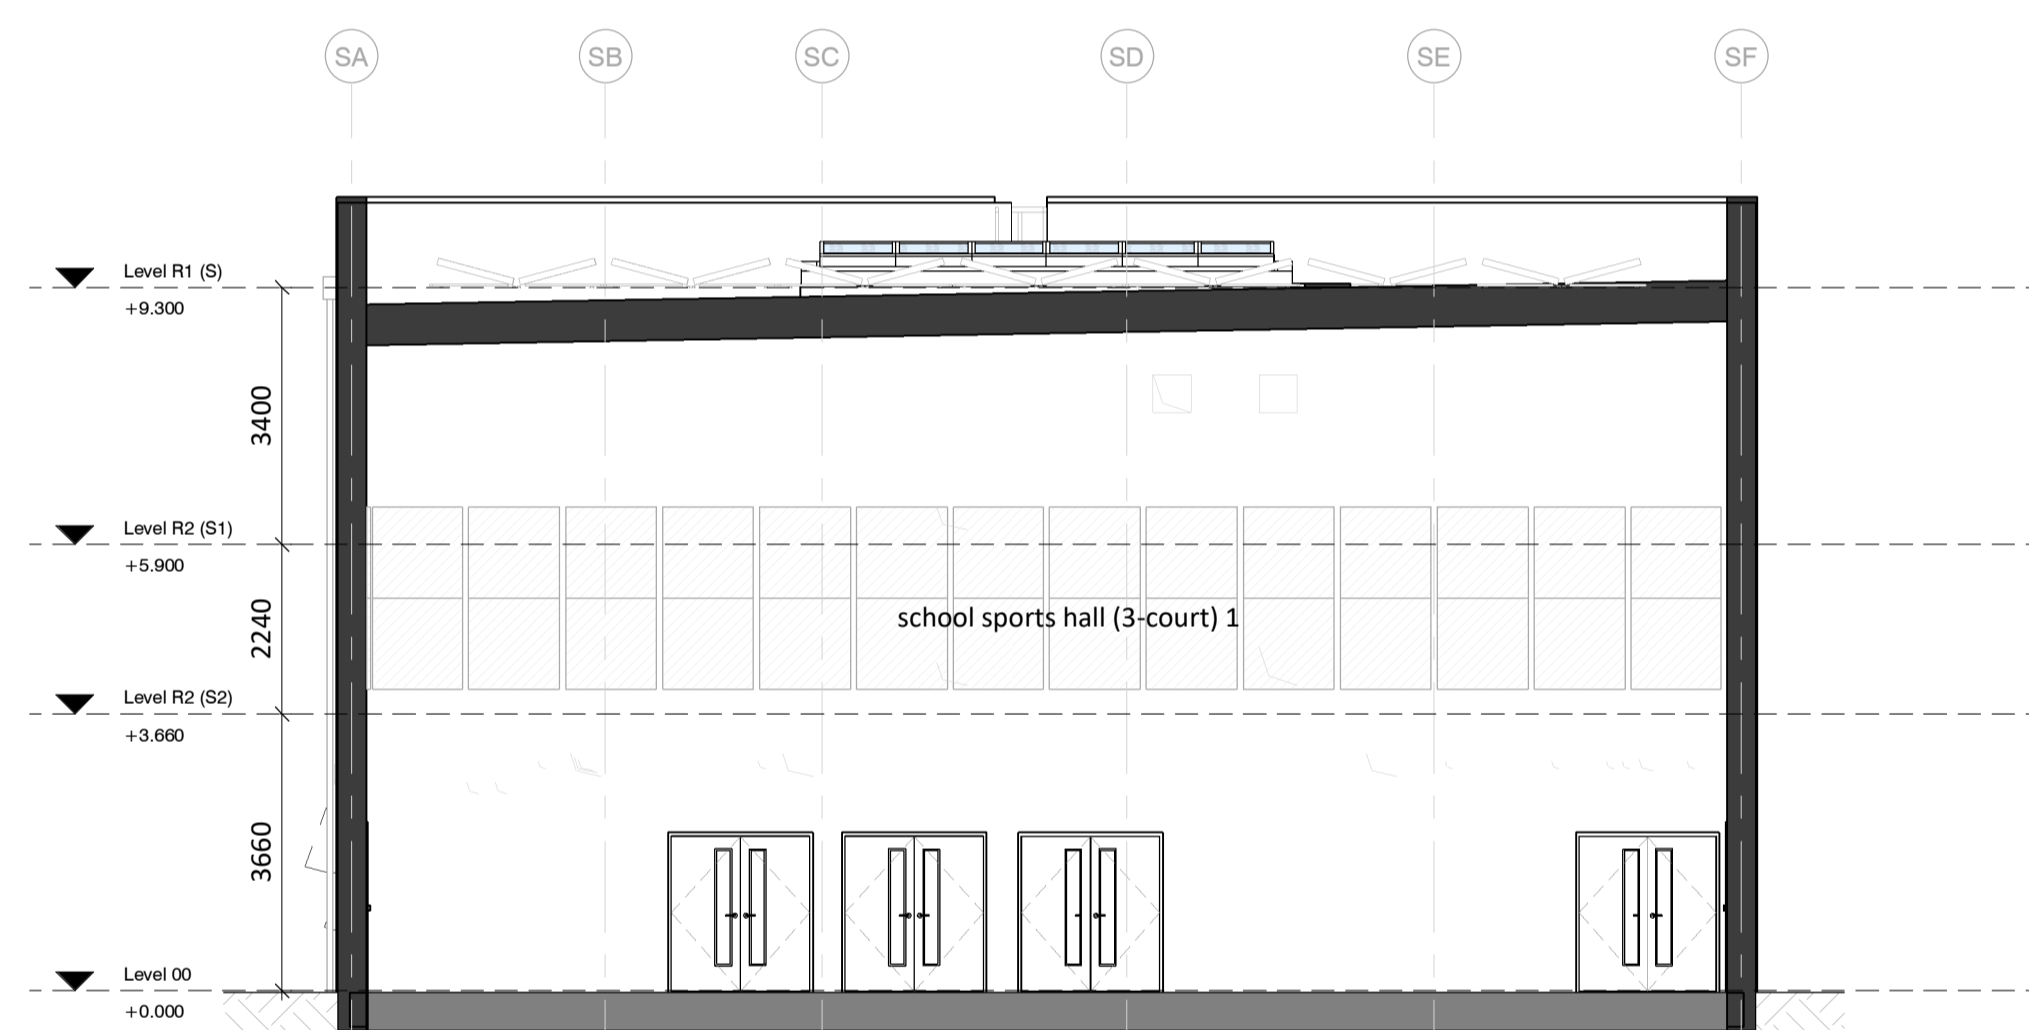 SA
SB
SC
SD
SE
SF
Level R1 (S)
+9.300
3400
Level R2 (S1)
+5.900
2240
school sports hall (3-court) 1
Level R2 (S2)
+3.660
3660
Level 00
+0.000